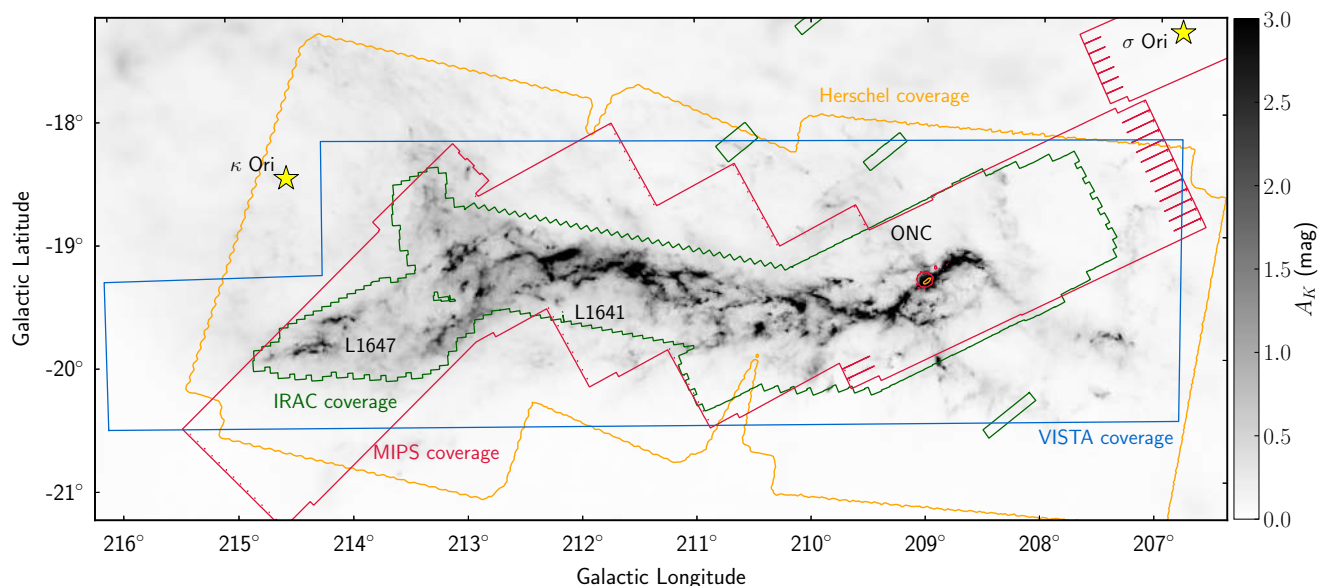 σ Ori
3.0
Herschel coverage
2.5
-18°
κ Ori
2.0
ONC
-19°
1.5
Galactic Latitude
A_K (mag)
L1641
L1647
1.0
-20°
IRAC coverage
VISTA coverage
MIPS coverage
0.5
-21°
0.0
216° 215° 214° 213° 212° 211° 210° 209° 208° 207°
Galactic Longitude